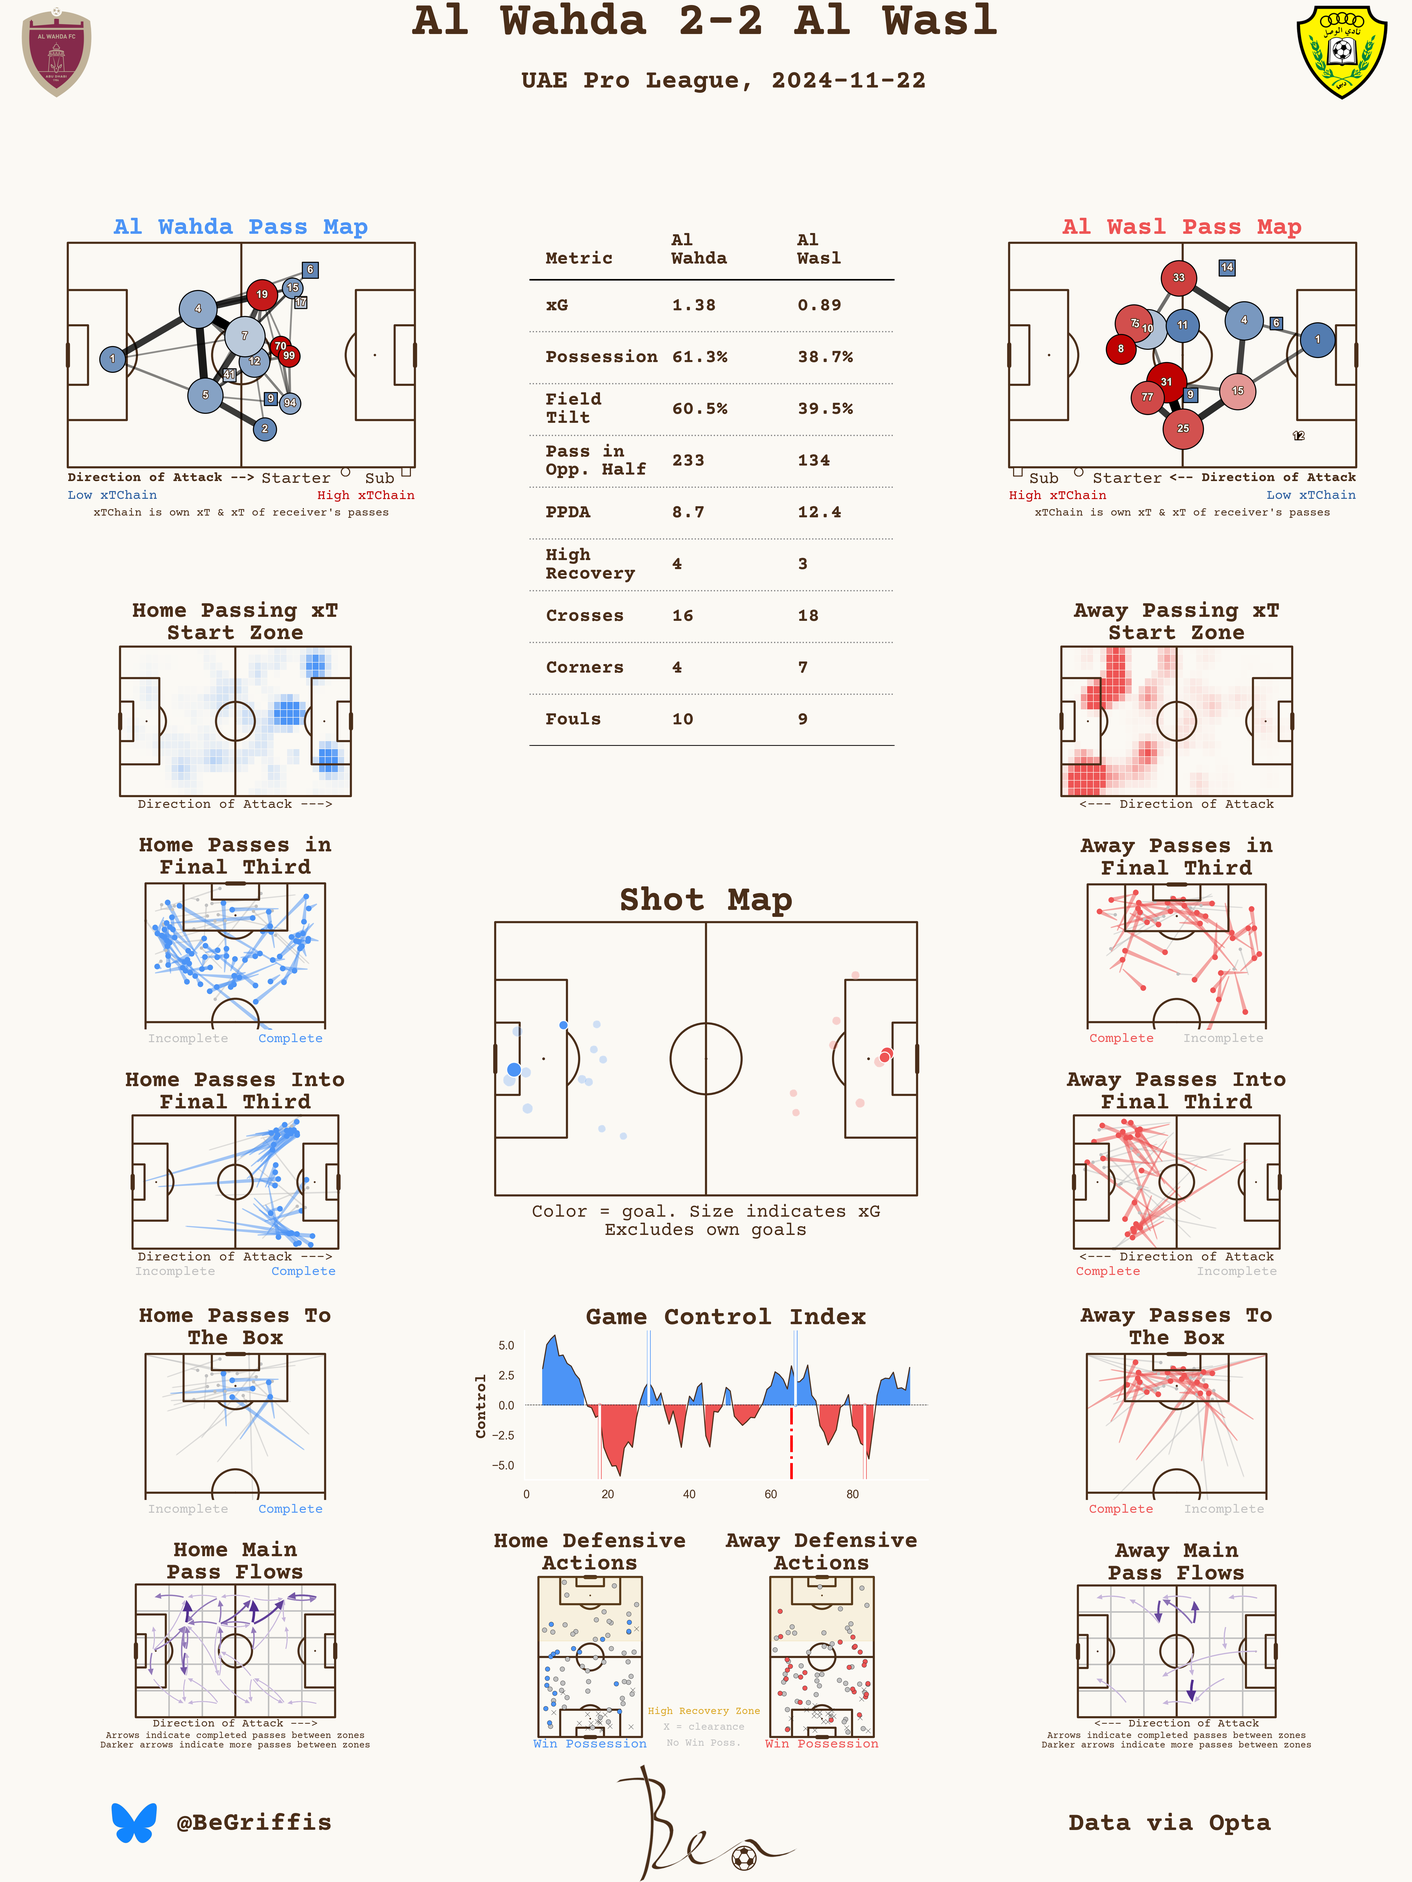 Al Wahda 2-2 Al Wasl
UAE Pro League, 2024-11-22
AL WAHDA FC
ABU DHABI
نادي الوصل
دبي
Al Wahda Pass Map
1
4
5
7
19
15
6
17
70
99
12
41
9
94
2
Direction of Attack --> Starter Sub
Low xTChain High xTChain
xTChain is own xT & xT of receiver's passes
Metric Al Wahda Al Wasl
xG 1.38 0.89
Possession 61.3% 38.7%
Field Tilt 60.5% 39.5%
Pass in Opp. Half 233 134
PPDA 8.7 12.4
High Recovery 4 3
Crosses 16 18
Corners 4 7
Fouls 10 9
Al Wasl Pass Map
33
14
10
11
4
6
1
8
31
77
9
15
25
12
Sub Starter <-- Direction of Attack
High xTChain Low xTChain
xTChain is own xT & xT of receiver's passes
Home Passing xT
Start Zone
Direction of Attack --->
Away Passing xT
Start Zone
<--- Direction of Attack
Home Passes in
Final Third
Incomplete Complete
Away Passes in
Final Third
Complete Incomplete
Shot Map
Color = goal. Size indicates xG
Excludes own goals
Home Passes Into
Final Third
Direction of Attack --->
Incomplete Complete
Away Passes Into
Final Third
<--- Direction of Attack
Complete Incomplete
Home Passes To
The Box
Incomplete Complete
Game Control Index
Control
5.0
2.5
0.0
−2.5
−5.0
0 20 40 60 80
Away Passes To
The Box
Complete Incomplete
Home Main
Pass Flows
Direction of Attack --->
Arrows indicate completed passes between zones
Darker arrows indicate more passes between zones
Home Defensive
Actions
Win Possession
High Recovery Zone
X = clearance
No Win Poss.
Away Defensive
Actions
Win Possession
Away Main
Pass Flows
<--- Direction of Attack
Arrows indicate completed passes between zones
Darker arrows indicate more passes between zones
@BeGriffis
Ben
Data via Opta